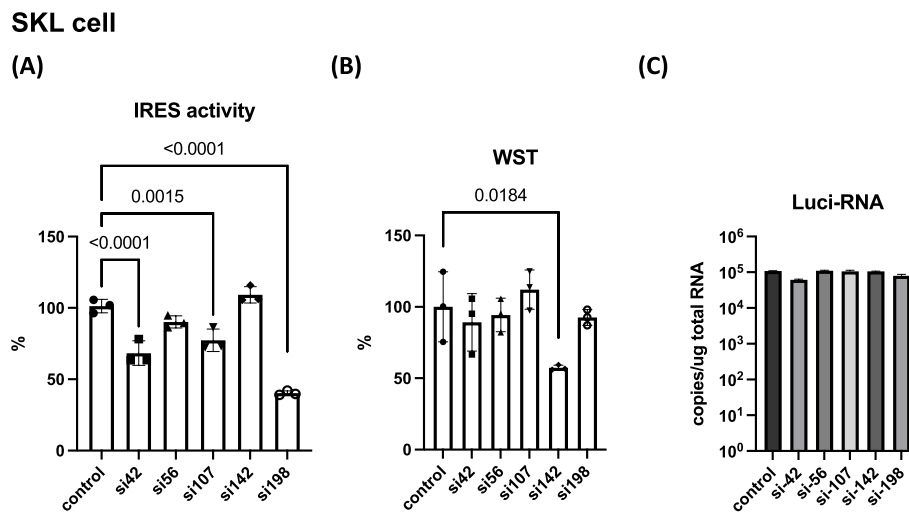 SKL cell
(A)
(B)
(C)
IRES activity
<0.0001
0.0015
<0.0001
150
100
50
0
%
control
si42
si56
si107
si142
si198
WST
0.0184
150
100
50
0
%
control
si42
si56
si107
si142
si198
Luci-RNA
copies/ug total RNA
10⁶
10⁵
10⁴
10³
10²
10¹
10⁰
control
si-42
si-56
si-107
si-142
si-198